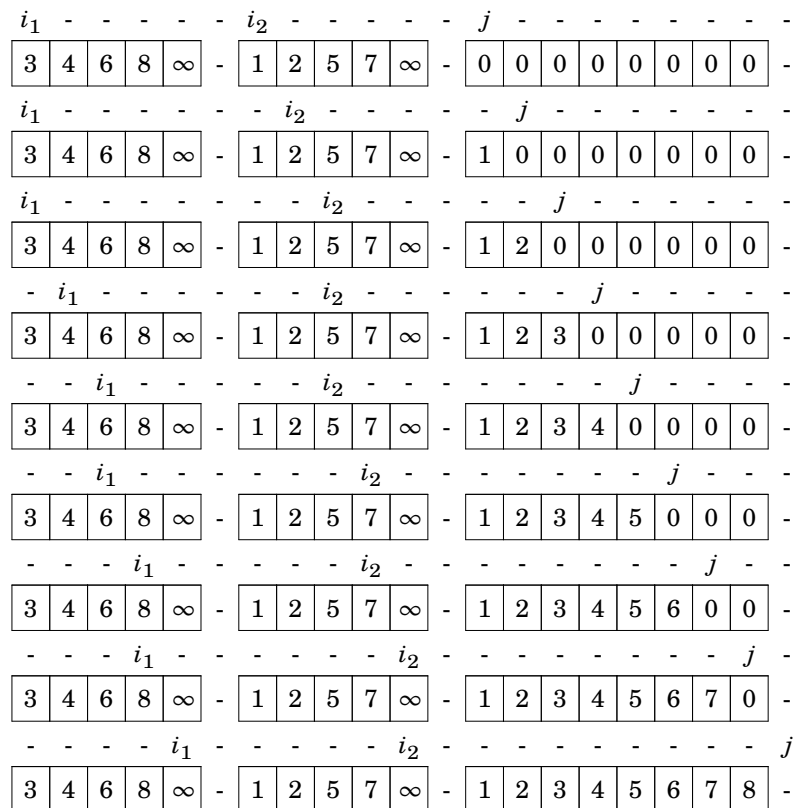 i₁ - - - - - i₂ - - - - - j - - - - - - - -
3 4 6 8 ∞ - 1 2 5 7 ∞ - 0 0 0 0 0 0 0 0 -
i₁ - - - - - - i₂ - - - - - j - - - - - - -
3 4 6 8 ∞ - 1 2 5 7 ∞ - 1 0 0 0 0 0 0 0 -
i₁ - - - - - - - i₂ - - - - - j - - - - - -
3 4 6 8 ∞ - 1 2 5 7 ∞ - 1 2 0 0 0 0 0 0 -
- i₁ - - - - - - i₂ - - - - - - j - - - - -
3 4 6 8 ∞ - 1 2 5 7 ∞ - 1 2 3 0 0 0 0 0 -
- - i₁ - - - - - i₂ - - - - - - - j - - - -
3 4 6 8 ∞ - 1 2 5 7 ∞ - 1 2 3 4 0 0 0 0 -
- - i₁ - - - - - - i₂ - - - - - - - j - - -
3 4 6 8 ∞ - 1 2 5 7 ∞ - 1 2 3 4 5 0 0 0 -
- - - i₁ - - - - - i₂ - - - - - - - - j - -
3 4 6 8 ∞ - 1 2 5 7 ∞ - 1 2 3 4 5 6 0 0 -
- - - i₁ - - - - - - i₂ - - - - - - - - j -
3 4 6 8 ∞ - 1 2 5 7 ∞ - 1 2 3 4 5 6 7 0 -
- - - - i₁ - - - - - i₂ - - - - - - - - - j
3 4 6 8 ∞ - 1 2 5 7 ∞ - 1 2 3 4 5 6 7 8 -